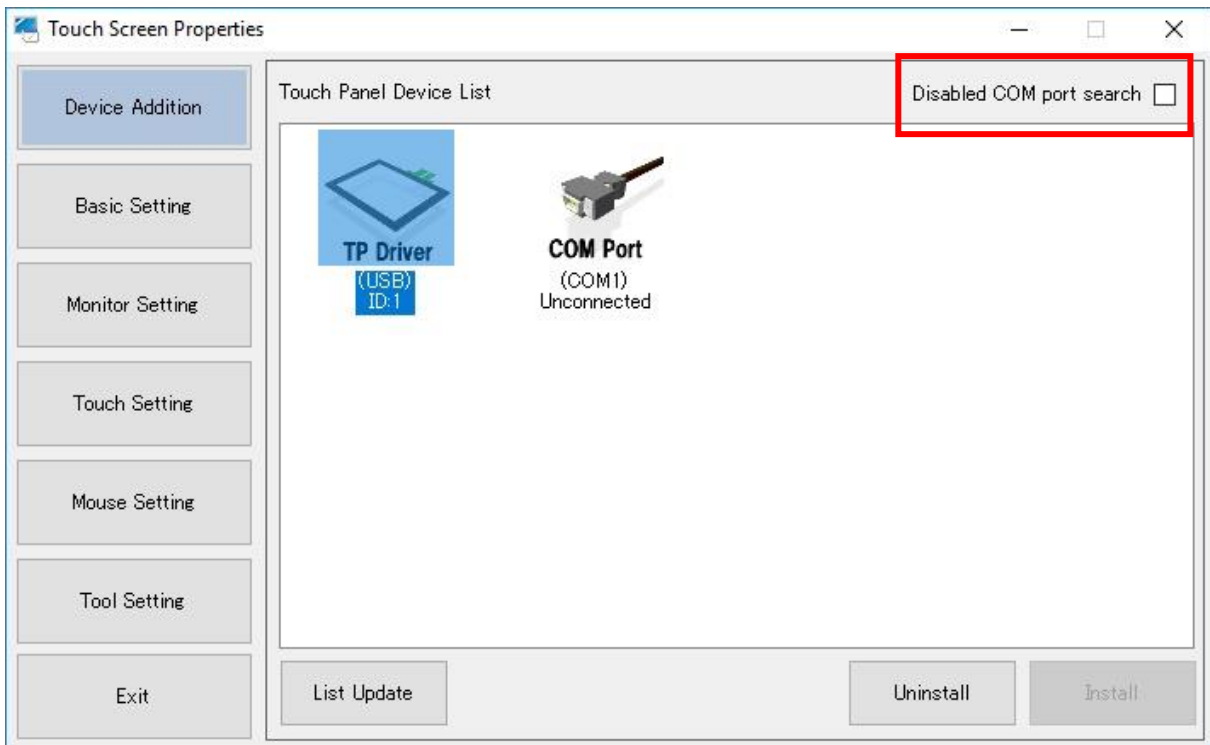 Touch Screen Properties
Device Addition
Basic Setting
Monitor Setting
Touch Setting
Mouse Setting
Tool Setting
Exit
Touch Panel Device List
Disabled COM port search
TP Driver
(USB)
ID:1
COM Port
(COM1)
Unconnected
List Update
Uninstall
Install